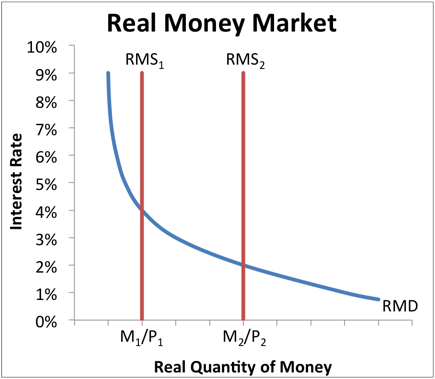 Real Money Market
10%
9%
8%
7%
6%
5%
4%
3%
2%
1%
0%
Interest Rate
RMS₁
RMS₂
RMD
M₁/P₁
M₂/P₂
Real Quantity of Money